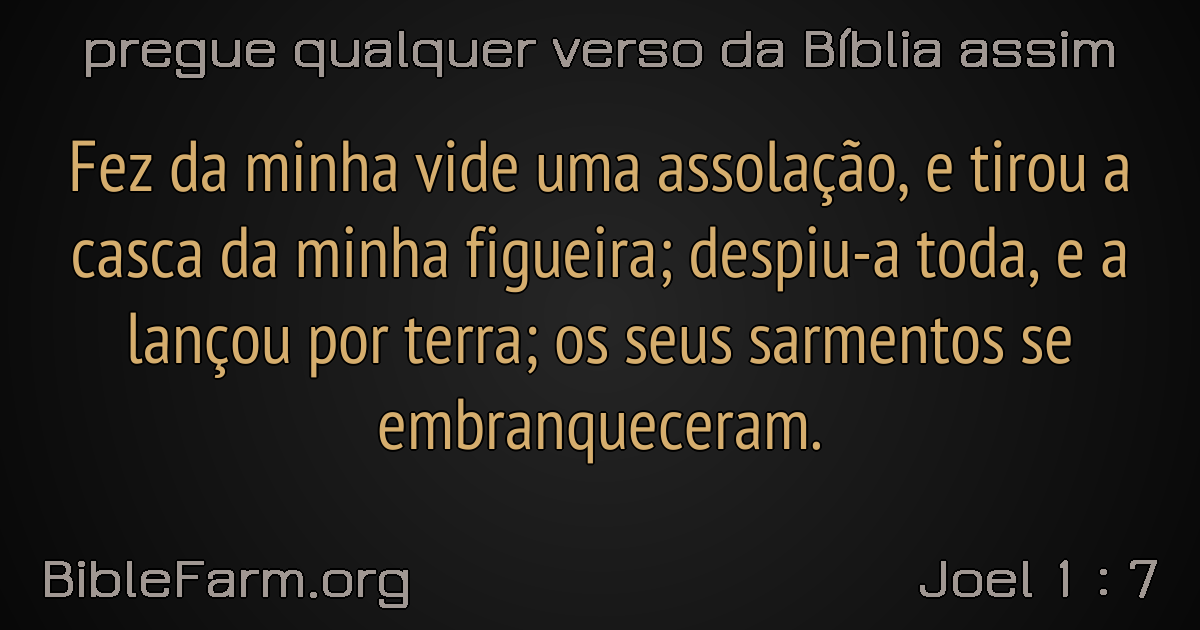 pregue qualquer verso da Bíblia assim
Fez da minha vide uma assolação, e tirou a
casca da minha figueira; despiu-a toda, e a
lançou por terra; os seus sarmentos se
embranqueceram.
BibleFarm.org
Joel 1 : 7